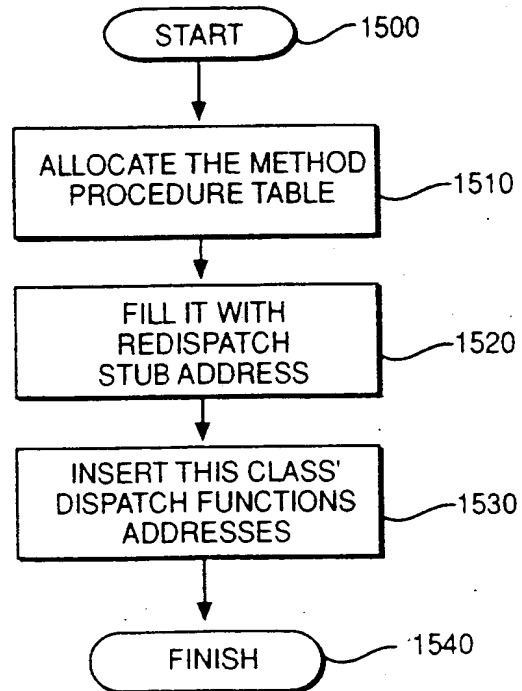 START
1500
ALLOCATE THE METHOD
PROCEDURE TABLE
1510
FILL IT WITH
REDISPATCH
STUB ADDRESS
1520
INSERT THIS CLASS'
DISPATCH FUNCTIONS
ADDRESSES
1530
FINISH
1540